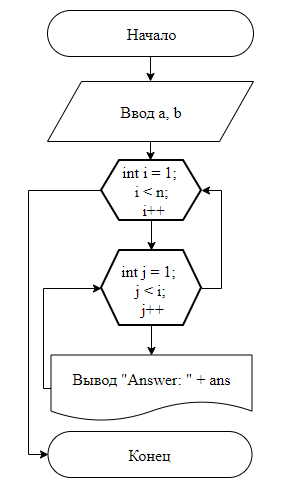 Начало
Ввод a, b
int i = 1;
i < n;
i++
int j = 1;
j < i;
j++
Вывод "Answer: " + ans
Конец